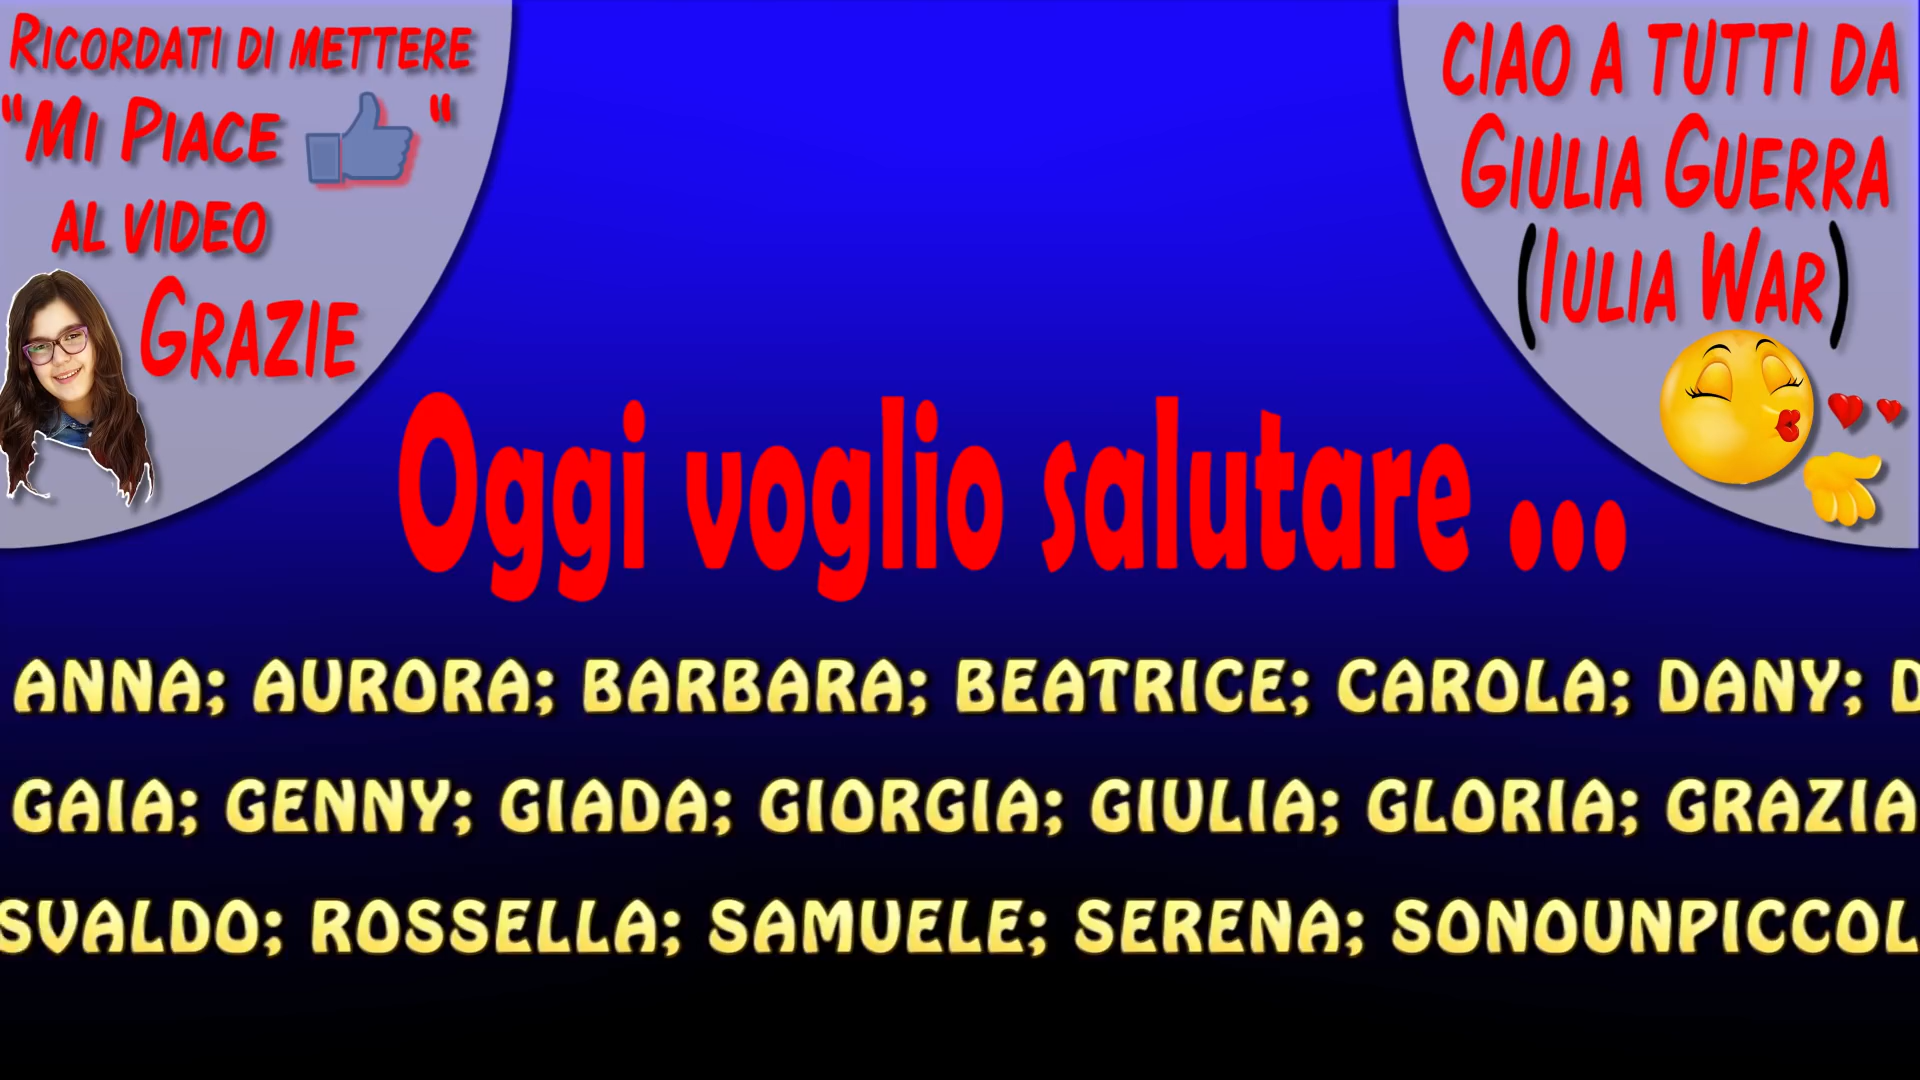 Ricordati di mettere
"Mi Piace "
al video
Grazie
ciao a tutti da
Giulia Guerra
(Iulia War)
Oggi voglio salutare ...
ANNA; AURORA; BARBARA; BEATRICE; CAROLA; DANY; D
GAIA; GENNY; GIADA; GIORGIA; GIULIA; GLORIA; GRAZIA
SVALDO; ROSSELLA; SAMUELE; SERENA; SONOUNPICCOL